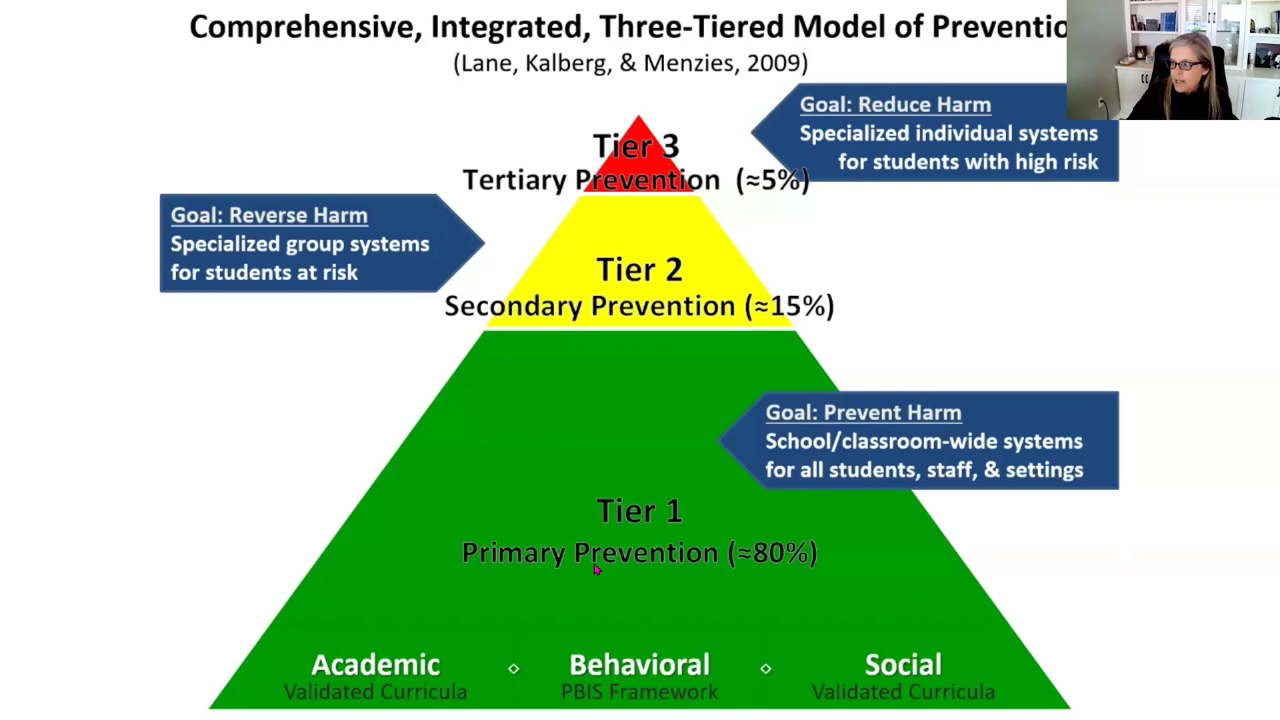 Comprehensive, Integrated, Three-Tiered Model of Preventio
(Lane, Kalberg, & Menzies, 2009)
Goal: Reduce Harm
Specialized individual systems
for students with high risk
Tier 3
Tertiary Prevention (≈5%)
Goal: Reverse Harm
Specialized group systems
for students at risk
Tier 2
Secondary Prevention (≈15%)
Goal: Prevent Harm
School/classroom-wide systems
for all students, staff, & settings
Tier 1
Primary Prevention (≈80%)
Academic ◇ Behavioral ◇ Social
Validated Curricula PBIS Framework Validated Curricula